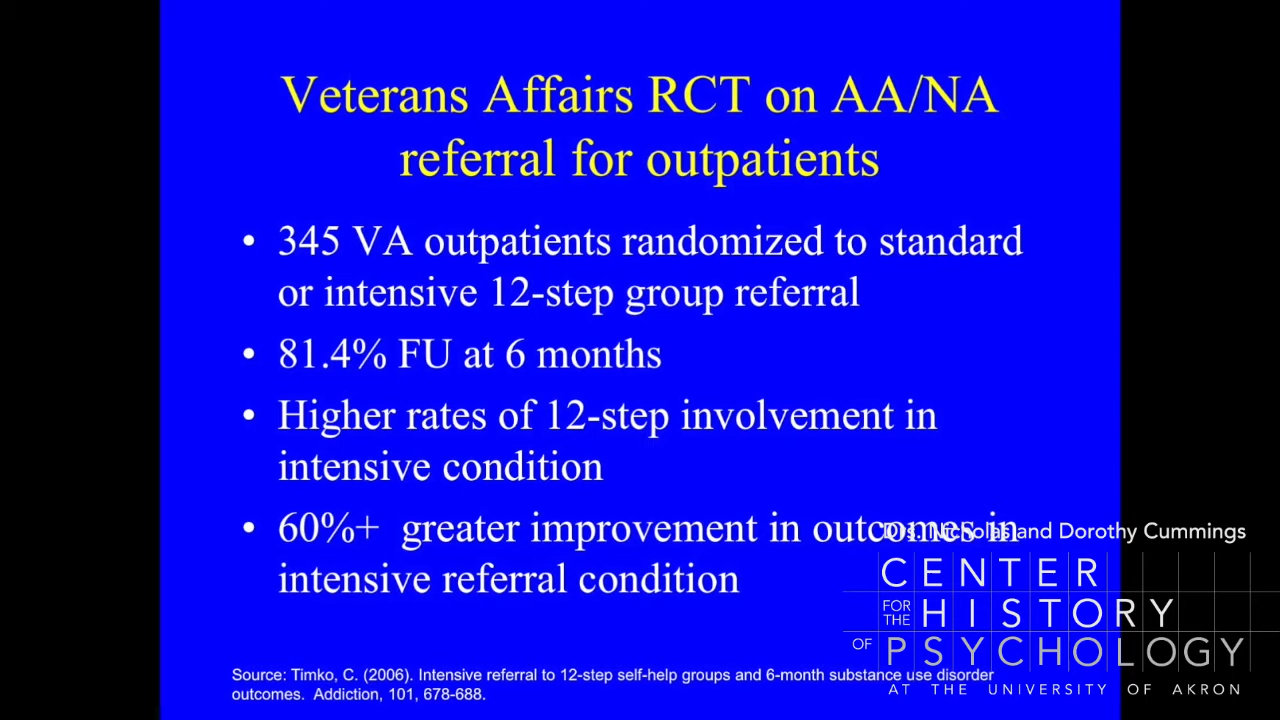 Veterans Affairs RCT on AA/NA
referral for outpatients
• 345 VA outpatients randomized to standard
or intensive 12-step group referral
• 81.4% FU at 6 months
• Higher rates of 12-step involvement in
intensive condition
• 60%+ greater improvement in outcomes in
intensive referral condition
Drs. Nicholas and Dorothy Cummings
CENTER
FOR THE HISTORY
OF PSYCHOLOGY
AT THE UNIVERSITY OF AKRON
Source: Timko, C. (2006). Intensive referral to 12-step self-help groups and 6-month substance use disorder
outcomes. Addiction, 101, 678-688.